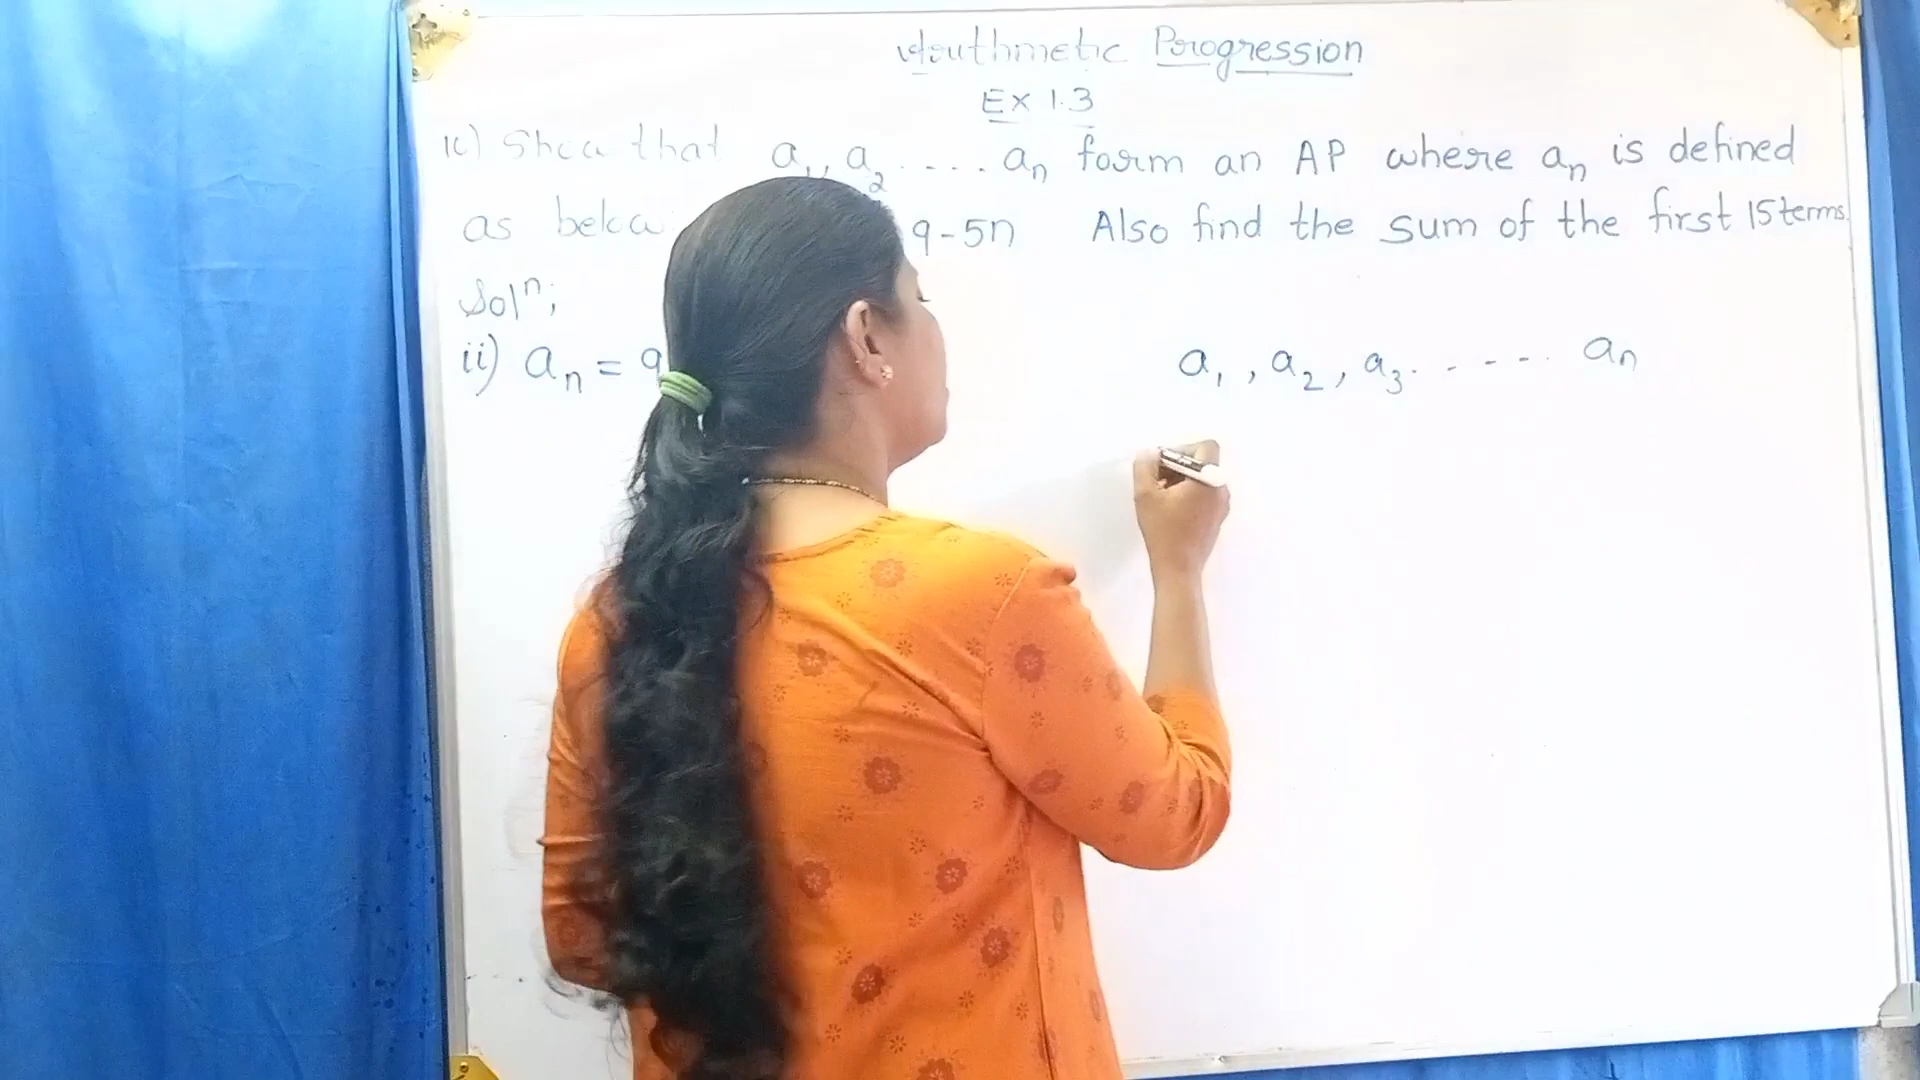 Arithmetic Progression
Ex 1.3
10) Show that a₁, a₂ .... aₙ form an AP where aₙ is defined
as below 9-5n Also find the sum of the first 15 terms.
Solⁿ;
ii) aₙ = 9 a₁, a₂, a₃. - - - -. aₙ